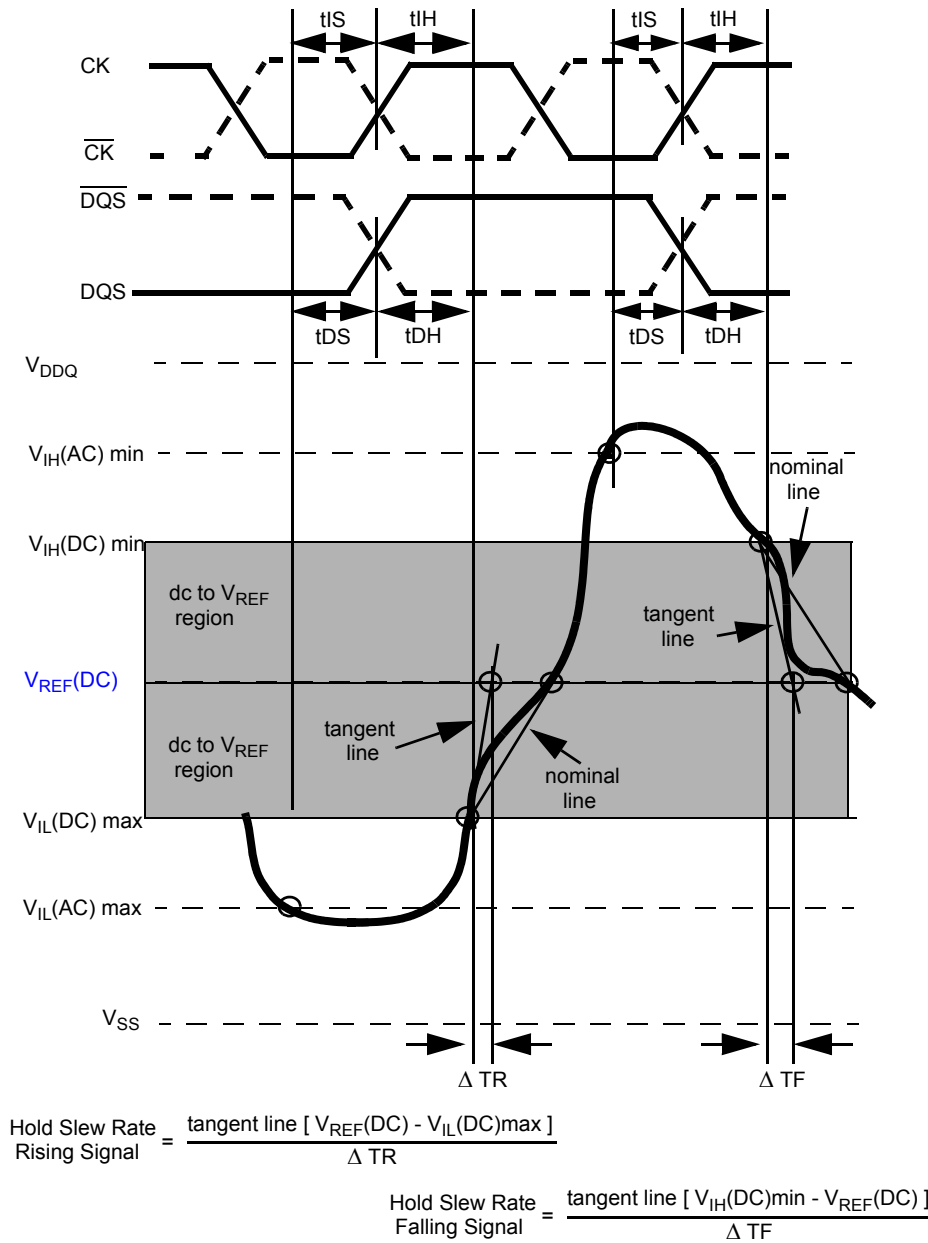 tIS tIH tIS tIH
CK
CK
DQS
DQS
tDS tDH tDS tDH
VDDQ
VIH(AC) min
nominal
line
VIH(DC) min
dc to VREF
region
tangent
line
VREF(DC)
tangent
line
dc to VREF
region
nominal
line
VIL(DC) max
VIL(AC) max
VSS
Δ TR Δ TF
Hold Slew Rate
Rising Signal = tangent line [ VREF(DC) - VIL(DC)max ]
Δ TR
Hold Slew Rate
Falling Signal = tangent line [ VIH(DC)min - VREF(DC) ]
Δ TF